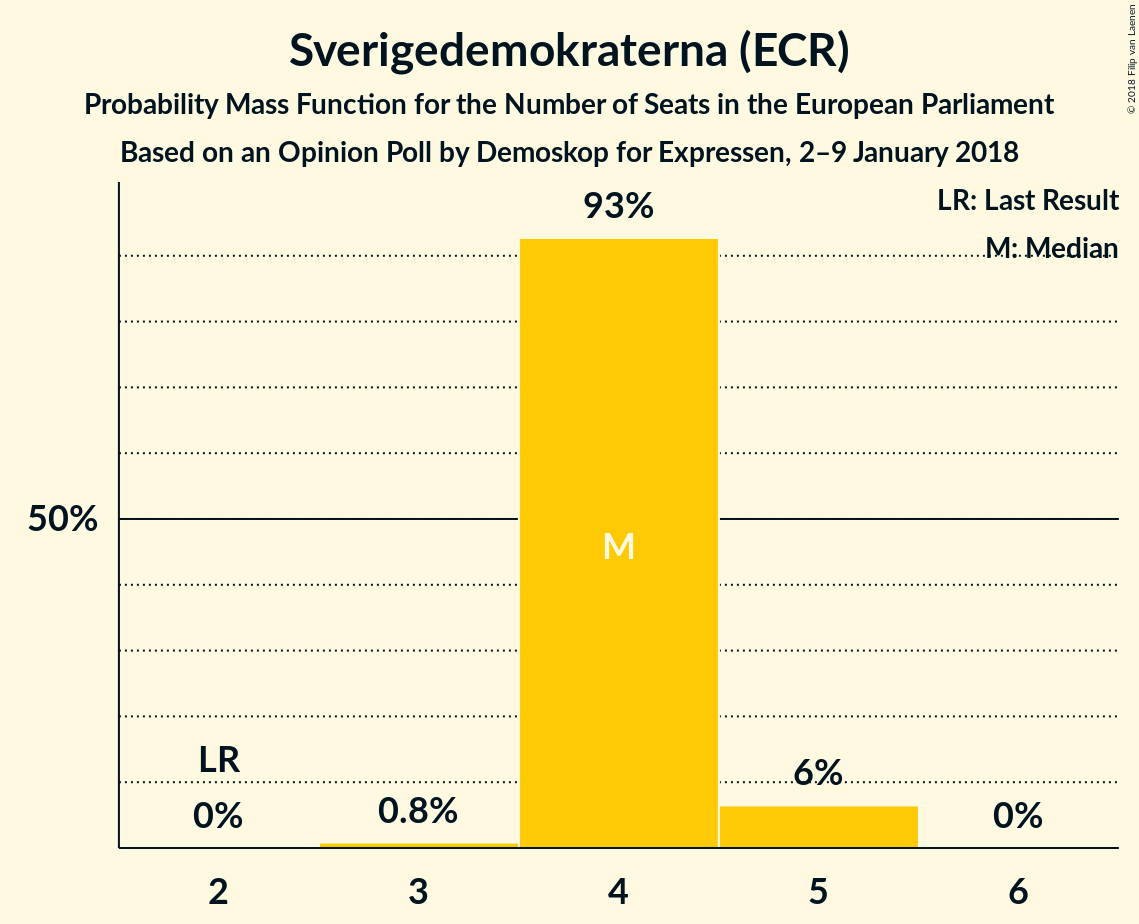 Sverigedemokraterna (ECR)
Probability Mass Function for the Number of Seats in the European Parliament
Based on an Opinion Poll by Demoskop for Expressen, 2–9 January 2018
© 2018 Filip van Laenen
LR: Last Result
M: Median
93%
50%
M
LR
0%
0.8%
6%
0%
2
3
4
5
6